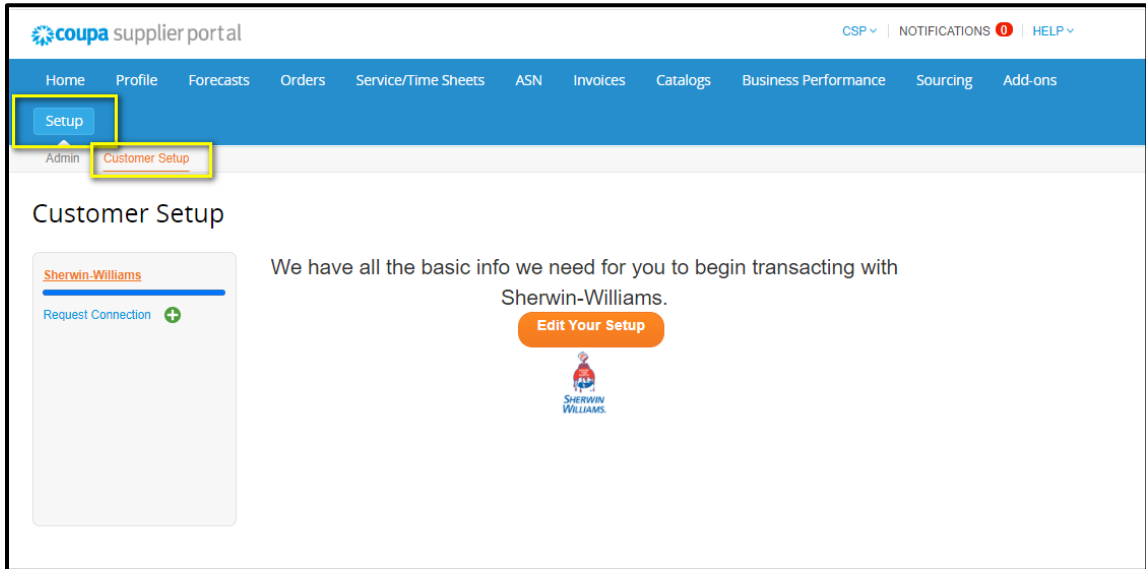 coupa supplier portal
CSP NOTIFICATIONS 0 HELP
Home Profile Forecasts Orders Service/Time Sheets ASN Invoices Catalogs Business Performance Sourcing Add-ons
Setup
Admin Customer Setup
Customer Setup
Sherwin-Williams
Request Connection
We have all the basic info we need for you to begin transacting with
Sherwin-Williams.
Edit Your Setup
SHERWIN
WILLIAMS.